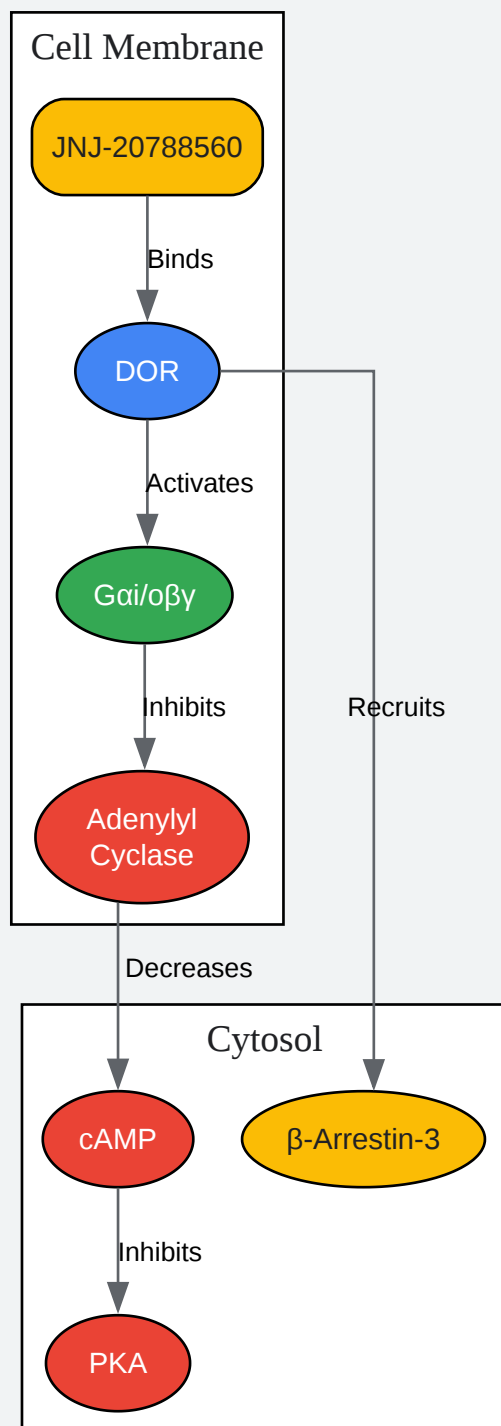 Cell Membrane
JNJ-20788560
Binds
DOR
Activates
Gαi/oβγ
Inhibits
Recruits
Adenylyl
Cyclase
Decreases
Cytosol
cAMP
β-Arrestin-3
Inhibits
PKA